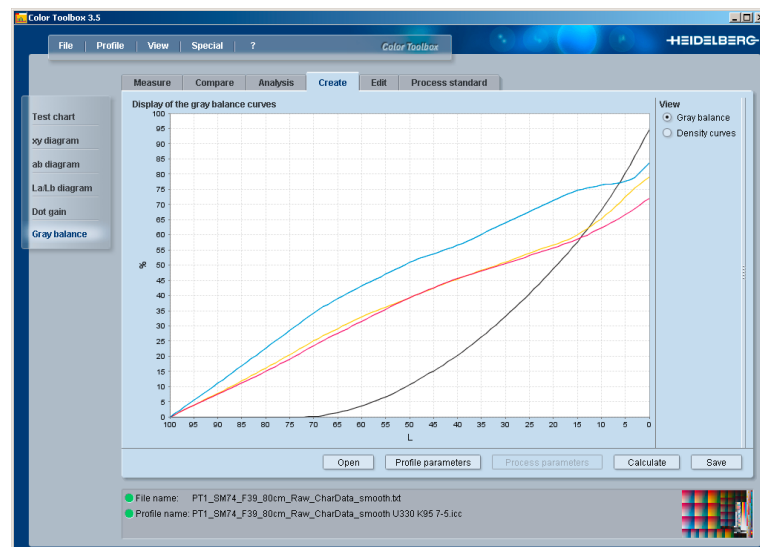 Color Toolbox 3.5
File Profile View Special ? Color Toolbox HEIDELBERG
Measure Compare Analysis Create Edit Process standard
Test chart
xy diagram
ab diagram
La/Lb diagram
Dot gain
Gray balance
Display of the gray balance curves
100
95
90
85
80
75
70
65
60
55
50
45
40
35
30
25
20
15
10
5
0
%
100 95 90 85 80 75 70 65 60 55 50 45 40 35 30 25 20 15 10 5 0
L
View
Gray balance
Density curves
Open Profile parameters Process parameters Calculate Save
File name: PT1_SM74_F39_80cm_Raw_CharData_smooth.txt
Profile name: PT1_SM74_F39_80cm_Raw_CharData_smooth U330 K95 7-5.icc